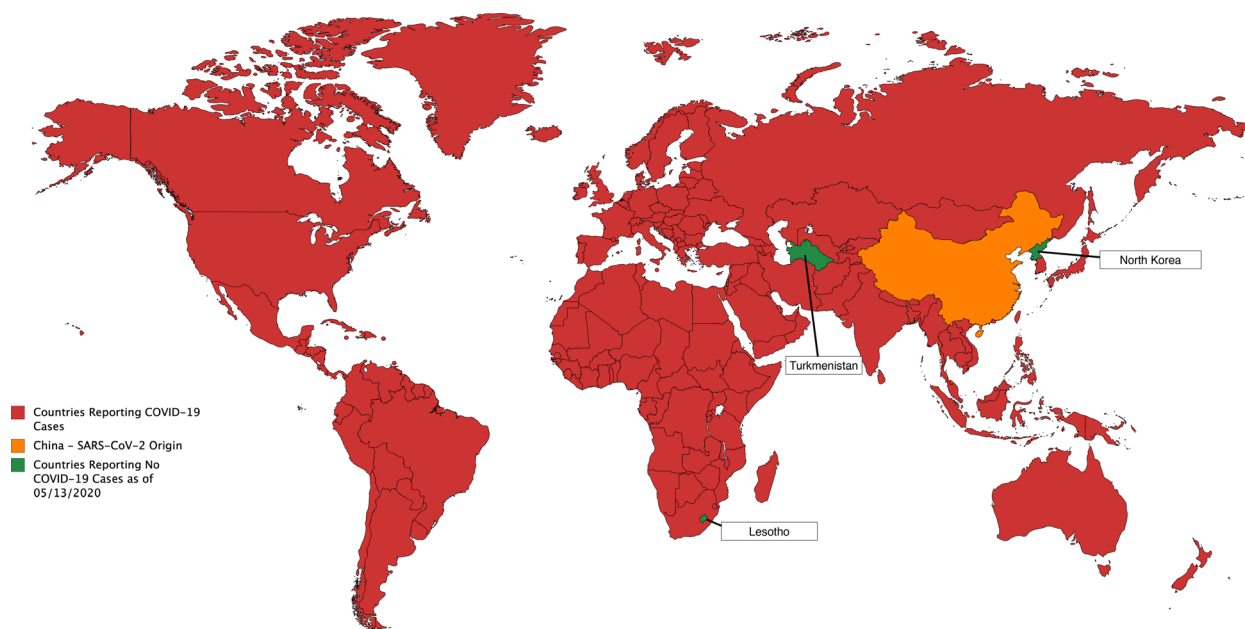 North Korea
Turkmenistan
Countries Reporting COVID-19
Cases
China - SARS-CoV-2 Origin
Countries Reporting No
COVID-19 Cases as of
05/13/2020
Lesotho